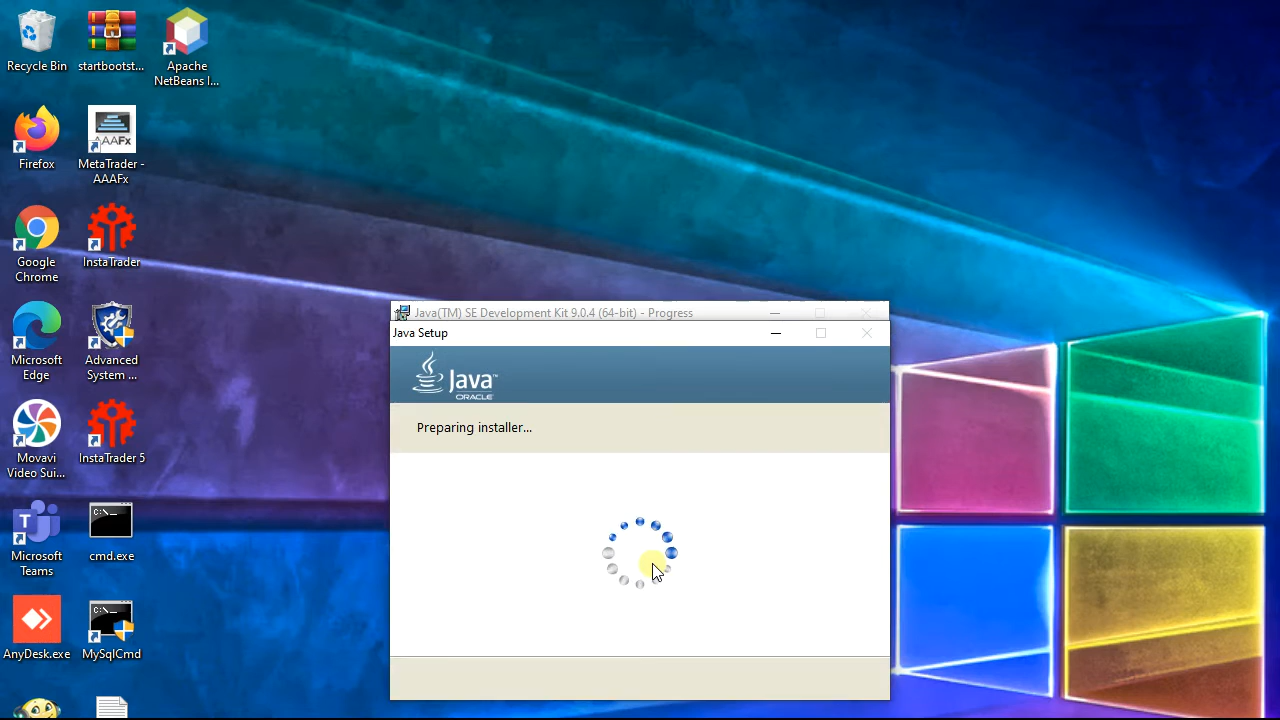 Recycle Bin
startbootst...
Apache
NetBeans I...
Firefox
MetaTrader -
AAAFx
AAAFx
Google
Chrome
InstaTrader
Microsoft
Edge
Advanced
System ...
Movavi
Video Sui...
InstaTrader 5
T
Microsoft
Teams
C:\_
cmd.exe
AnyDesk.exe
C:\_
MySqlCmd
Java(TM) SE Development Kit 9.0.4 (64-bit) - Progress
Java Setup
Java™
ORACLE
Preparing installer...